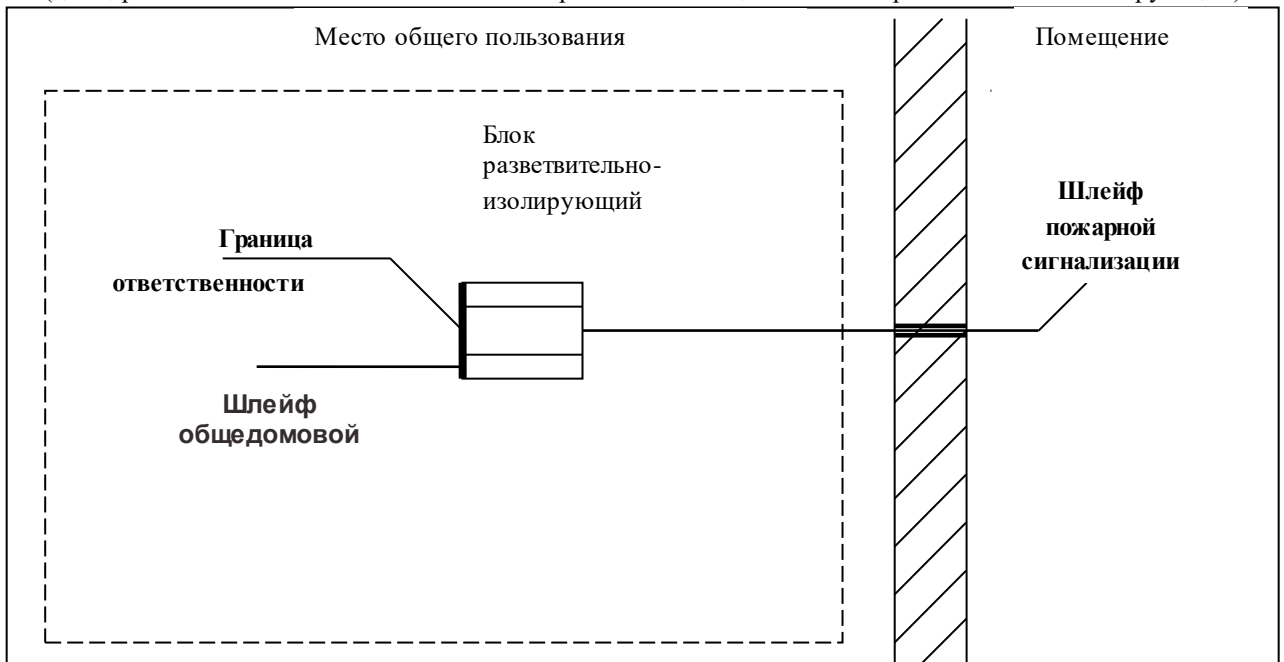 Место общего пользования
Помещение
Блок
разветвительно-
изолирующий
Граница
ответственности
Шлейф
пожарной
сигнализации
Шлейф
общедомовой